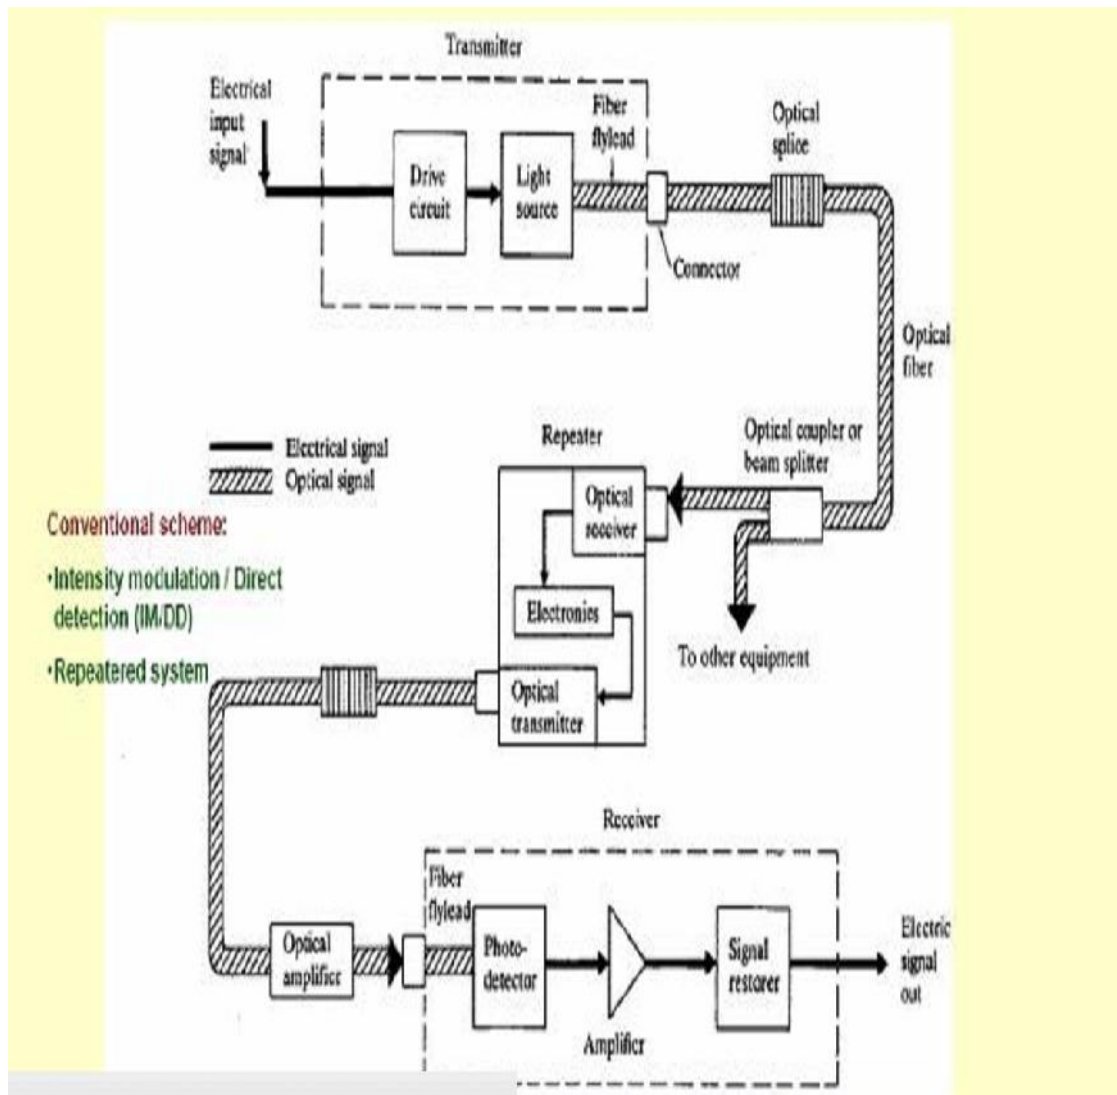 Transmitter
Electrical
input
signal
Fiber
flylead
Optical
splice
Drive
circuit
Light
source
Connector
Optical
fiber
Optical coupler or
beam splitter
Repeater
Electrical signal
Optical signal
Optical
receiver
Conventional scheme:
•Intensity modulation / Direct
detection (IM/DD)
•Repeatered system
Electronics
To other equipment
Optical
transmitter
Receiver
Fiber
flylead
Optical
amplifier
Photo-
detector
Signal
restorer
Electric
signal
out
Amplifier